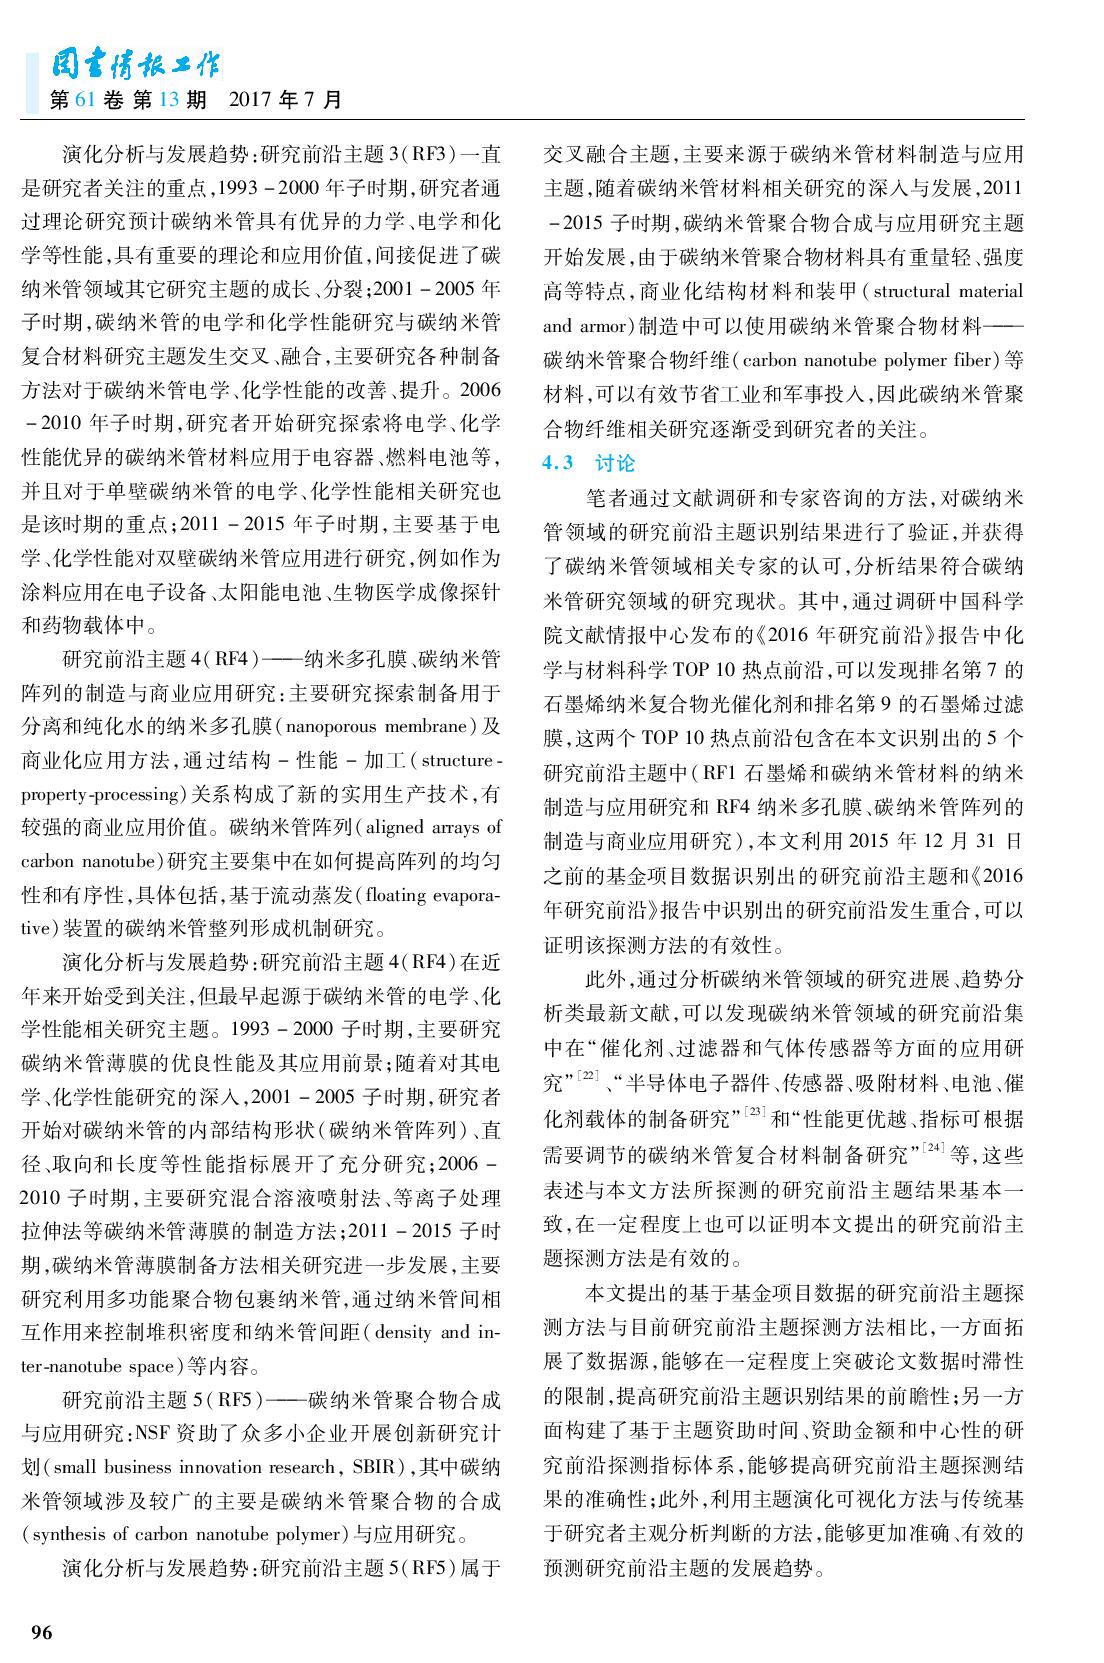 图书情报工作
第 61 卷 第 13 期 2017 年 7 月
演化分析与发展趋势:研究前沿主题 3(RF3)一直
是研究者关注的重点,1993 – 2000 年子时期,研究者通
过理论研究预计碳纳米管具有优异的力学、电学和化
学等性能,具有重要的理论和应用价值,间接促进了碳
纳米管领域其它研究主题的成长、分裂;2001 – 2005 年
子时期,碳纳米管的电学和化学性能研究与碳纳米管
复合材料研究主题发生交叉、融合,主要研究各种制备
方法对于碳纳米管电学、化学性能的改善、提升。2006
– 2010 年子时期,研究者开始研究探索将电学、化学
性能优异的碳纳米管材料应用于电容器、燃料电池等,
并且对于单壁碳纳米管的电学、化学性能相关研究也
是该时期的重点;2011 – 2015 年子时期,主要基于电
学、化学性能对双壁碳纳米管应用进行研究,例如作为
涂料应用在电子设备、太阳能电池、生物医学成像探针
和药物载体中。
研究前沿主题 4(RF4)——纳米多孔膜、碳纳米管
阵列的制造与商业应用研究:主要研究探索制备用于
分离和纯化水的纳米多孔膜(nanoporous membrane)及
商业化应用方法,通过结构 – 性能 – 加工(structure-
property-processing)关系构成了新的实用生产技术,有
较强的商业应用价值。碳纳米管阵列(aligned arrays of
carbon nanotube)研究主要集中在如何提高阵列的均匀
性和有序性,具体包括,基于流动蒸发(floating evapora-
tive)装置的碳纳米管整列形成机制研究。
演化分析与发展趋势:研究前沿主题 4(RF4)在近
年来开始受到关注,但最早起源于碳纳米管的电学、化
学性能相关研究主题。1993 – 2000 子时期,主要研究
碳纳米管薄膜的优良性能及其应用前景;随着对其电
学、化学性能研究的深入,2001 – 2005 子时期,研究者
开始对碳纳米管的内部结构形状(碳纳米管阵列)、直
径、取向和长度等性能指标展开了充分研究;2006 –
2010 子时期,主要研究混合溶液喷射法、等离子处理
拉伸法等碳纳米管薄膜的制造方法;2011 – 2015 子时
期,碳纳米管薄膜制备方法相关研究进一步发展,主要
研究利用多功能聚合物包裹纳米管,通过纳米管间相
互作用来控制堆积密度和纳米管间距(density and in-
ter-nanotube space)等内容。
研究前沿主题 5(RF5)——碳纳米管聚合物合成
与应用研究:NSF 资助了众多小企业开展创新研究计
划(small business innovation research, SBIR),其中碳纳
米管领域涉及较广的主要是碳纳米管聚合物的合成
(synthesis of carbon nanotube polymer)与应用研究。
演化分析与发展趋势:研究前沿主题 5(RF5)属于
交叉融合主题,主要来源于碳纳米管材料制造与应用
主题,随着碳纳米管材料相关研究的深入与发展,2011
– 2015 子时期,碳纳米管聚合物合成与应用研究主题
开始发展,由于碳纳米管聚合物材料具有重量轻、强度
高等特点,商业化结构材料和装甲(structural material
and armor)制造中可以使用碳纳米管聚合物材料——
碳纳米管聚合物纤维(carbon nanotube polymer fiber)等
材料,可以有效节省工业和军事投入,因此碳纳米管聚
合物纤维相关研究逐渐受到研究者的关注。
4.3 讨论
笔者通过文献调研和专家咨询的方法,对碳纳米
管领域的研究前沿主题识别结果进行了验证,并获得
了碳纳米管领域相关专家的认可,分析结果符合碳纳
米管研究领域的研究现状。其中,通过调研中国科学
院文献情报中心发布的《2016 年研究前沿》报告中化
学与材料科学 TOP 10 热点前沿,可以发现排名第 7 的
石墨烯纳米复合物光催化剂和排名第 9 的石墨烯过滤
膜,这两个 TOP 10 热点前沿包含在本文识别出的 5 个
研究前沿主题中(RF1 石墨烯和碳纳米管材料的纳米
制造与应用研究和 RF4 纳米多孔膜、碳纳米管阵列的
制造与商业应用研究),本文利用 2015 年 12 月 31 日
之前的基金项目数据识别出的研究前沿主题和《2016
年研究前沿》报告中识别出的研究前沿发生重合,可以
证明该探测方法的有效性。
此外,通过分析碳纳米管领域的研究进展、趋势分
析类最新文献,可以发现碳纳米管领域的研究前沿集
中在“催化剂、过滤器和气体传感器等方面的应用研
究”[22]、“半导体电子器件、传感器、吸附材料、电池、催
化剂载体的制备研究”[23]和“性能更优越、指标可根据
需要调节的碳纳米管复合材料制备研究”[24]等,这些
表述与本文方法所探测的研究前沿主题结果基本一
致,在一定程度上也可以证明本文提出的研究前沿主
题探测方法是有效的。
本文提出的基于基金项目数据的研究前沿主题探
测方法与目前研究前沿主题探测方法相比,一方面拓
展了数据源,能够在一定程度上突破论文数据时滞性
的限制,提高研究前沿主题识别结果的前瞻性;另一方
面构建了基于主题资助时间、资助金额和中心性的研
究前沿探测指标体系,能够提高研究前沿主题探测结
果的准确性;此外,利用主题演化可视化方法与传统基
于研究者主观分析判断的方法,能够更加准确、有效的
预测研究前沿主题的发展趋势。
96